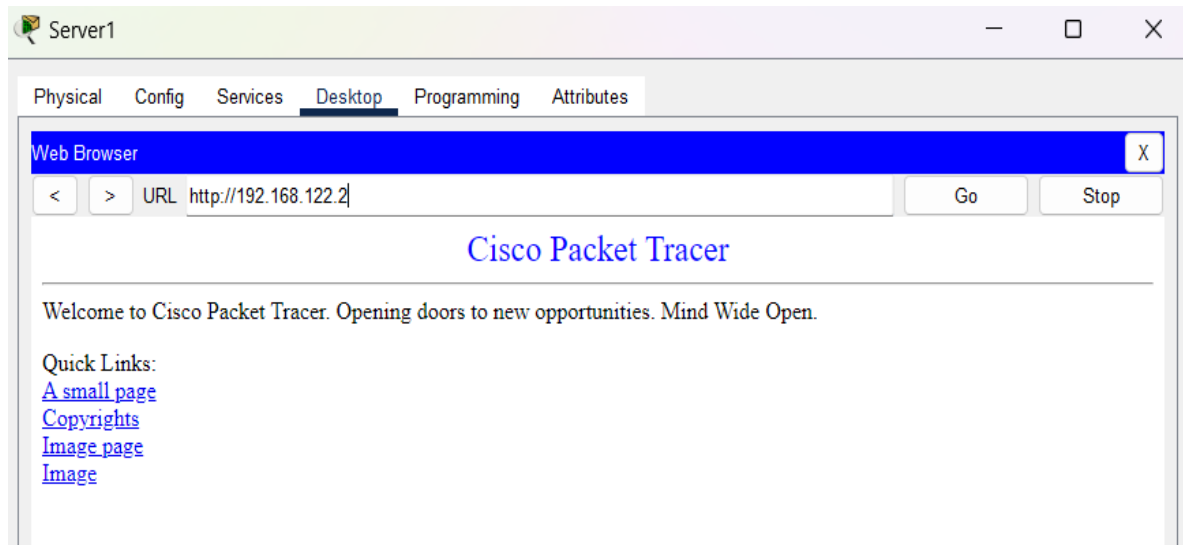 Server1
Physical Config Services Desktop Programming Attributes
Web Browser X
< > URL http://192.168.122.2 Go Stop
Cisco Packet Tracer
Welcome to Cisco Packet Tracer. Opening doors to new opportunities. Mind Wide Open.
Quick Links:
A small page
Copyrights
Image page
Image